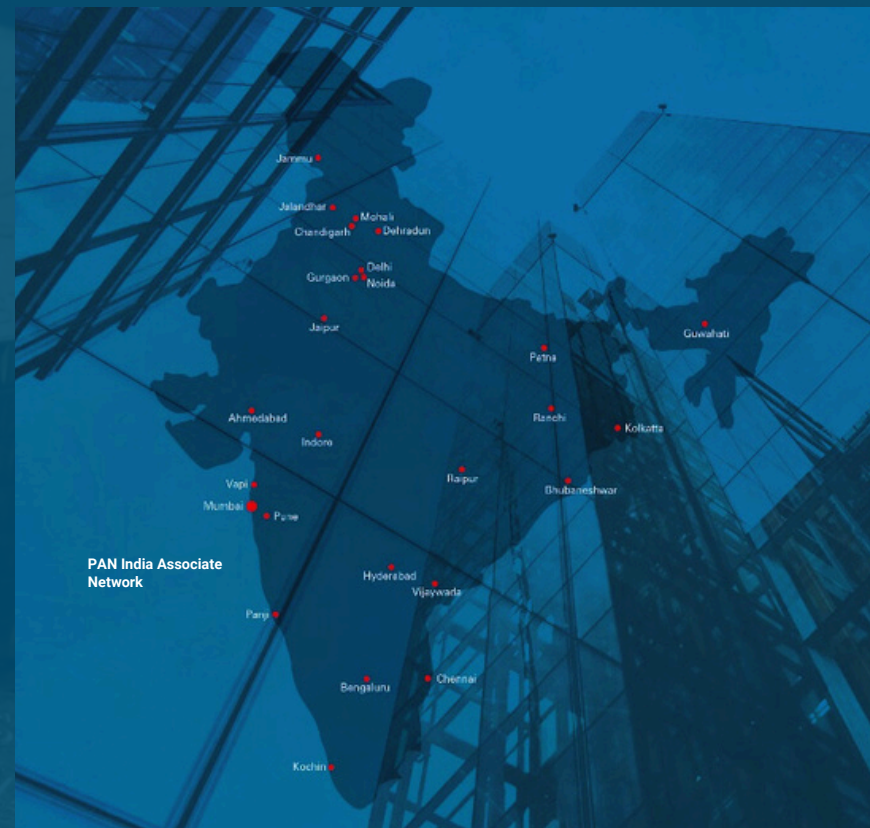 Jammu
Jalandhar
Mohali
Chandigarh
Dehradun
Delhi
Gurgaon
Noida
Jaipur
Guwahati
Patna
Ahmedabad
Ranchi
Kolkatta
Indore
Raipur
Vapi
Bhubaneshwar
Mumbai
Pune
PAN India Associate
Network
Hyderabad
Vijaywada
Panji
Bengaluru
Chennai
Kochin